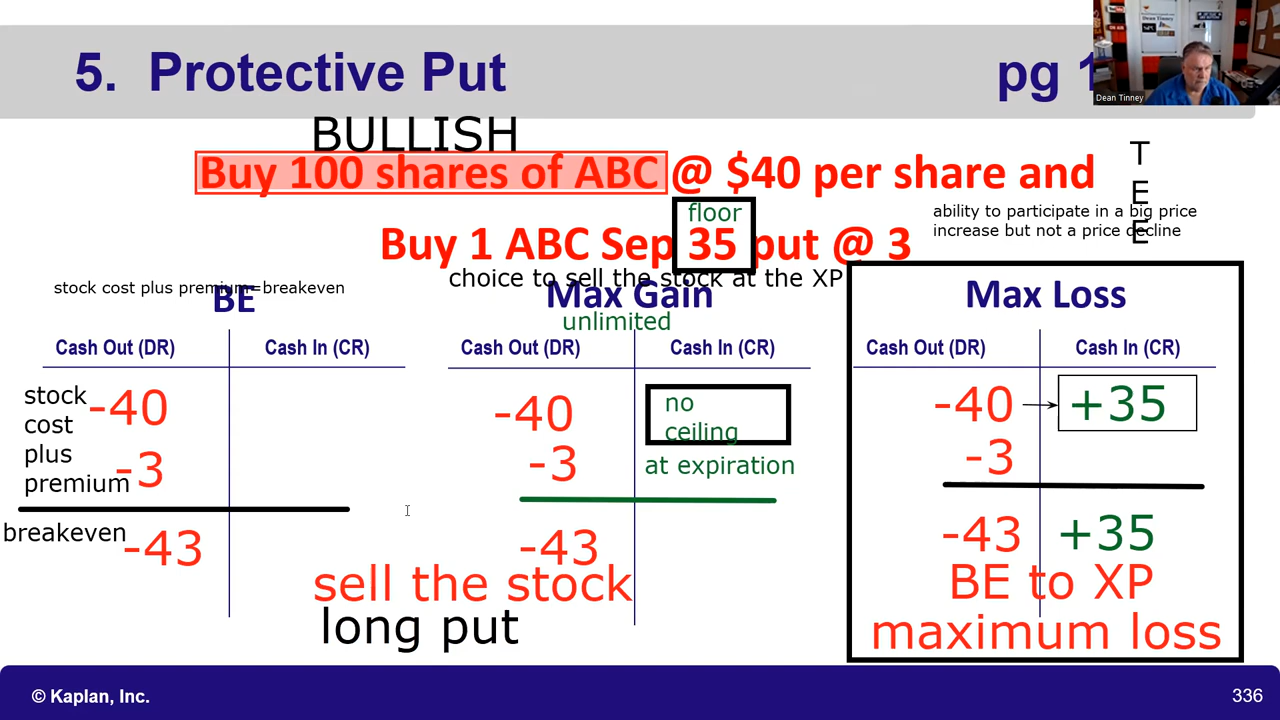 5. Protective Put
pg 1
Dean Tinney
BULLISH
Buy 100 shares of ABC @ $40 per share and
T
E
E
floor
ability to participate in a big price
increase but not a price decline
Buy 1 ABC Sep 35 put @ 3
choice to sell the stock at the XP
stock cost plus premium=breakeven
BE
Max Gain
unlimited
Max Loss
Cash Out (DR) Cash In (CR)
Cash Out (DR) Cash In (CR)
Cash Out (DR) Cash In (CR)
stock
cost
plus
premium
-40
-3
breakeven
-43
-40
-3
no
ceiling
at expiration
-43
sell the stock
long put
-40 +35
-3
-43 +35
BE to XP
maximum loss
© Kaplan, Inc.
336